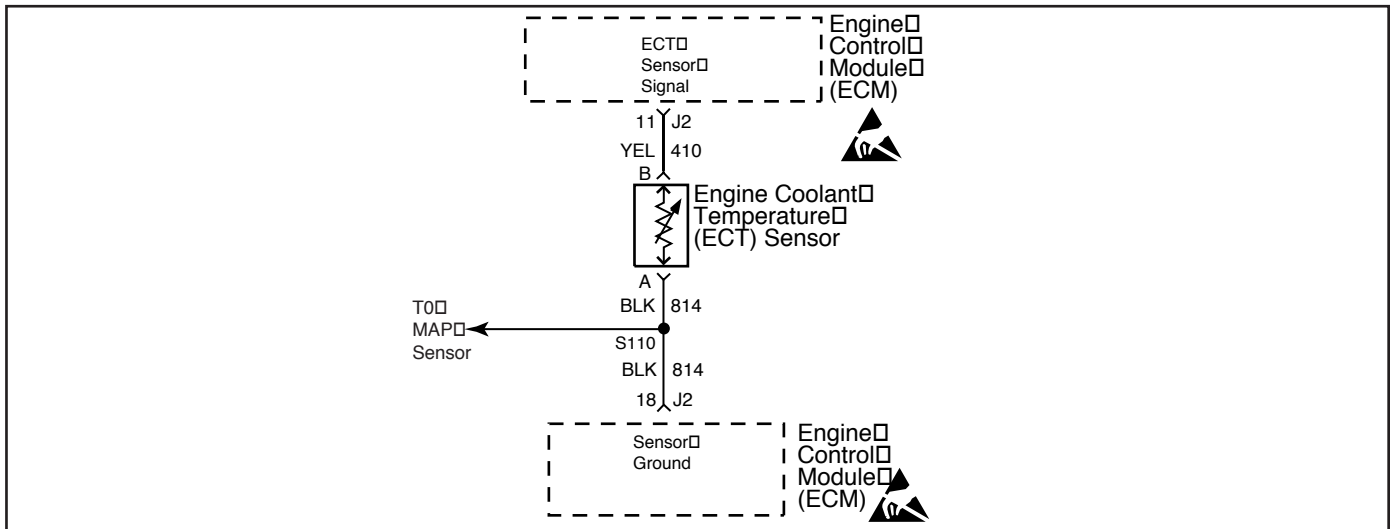 ECT□
Sensor□
Signal
Engine□
Control□
Module□
(ECM)
11 J2
YEL 410
B
Engine Coolant□
Temperature□
(ECT) Sensor
A
BLK 814
T0□
MAP□
Sensor
S110
BLK 814
18 J2
Sensor□
Ground
Engine□
Control□
Module□
(ECM)